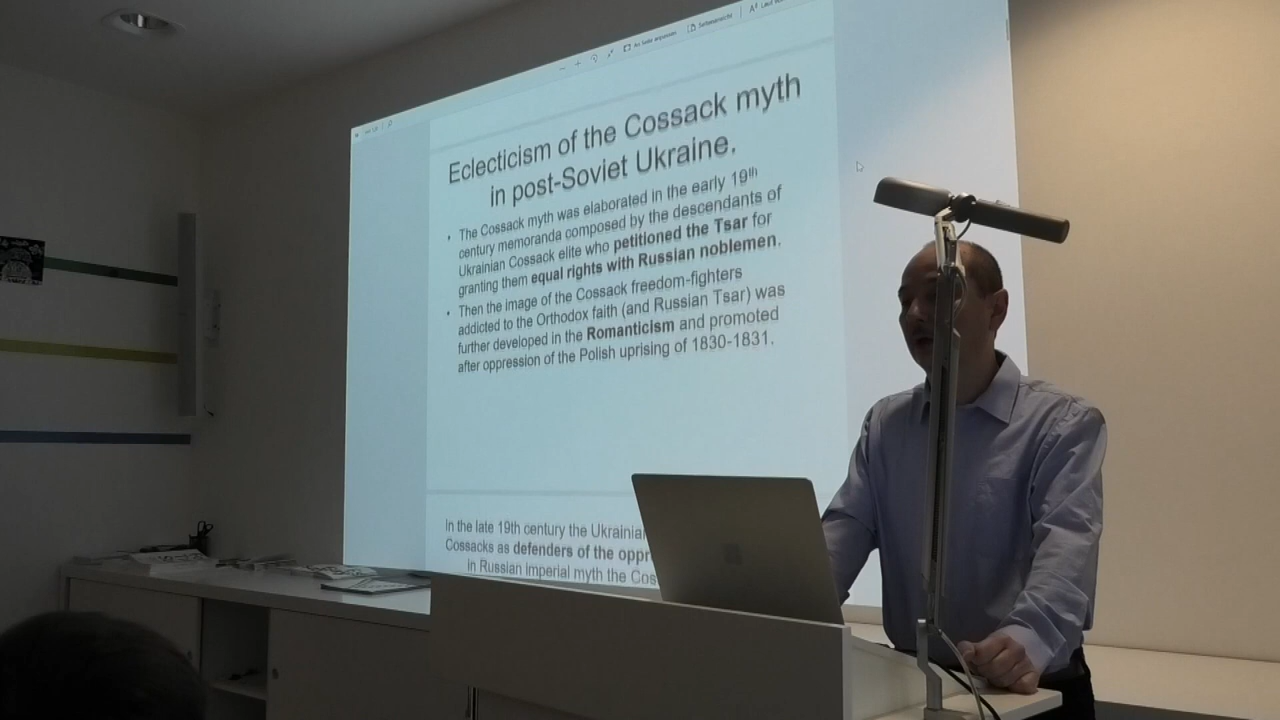 An Seite anpassen
Seitenansicht
Eclecticism of the Cossack myth
in post-Soviet Ukraine.
• The Cossack myth was elaborated in the early 19th
century memoranda composed by the descendants of
Ukrainian Cossack elite who petitioned the Tsar for
granting them equal rights with Russian noblemen.
• Then the image of the Cossack freedom-fighters
addicted to the Orthodox faith (and Russian Tsar) was
further developed in the Romanticism and promoted
after oppression of the Polish uprising of 1830-1831.
In the late 19th century the Ukrainian
Cossacks as defenders of the oppr
in Russian imperial myth the Cos